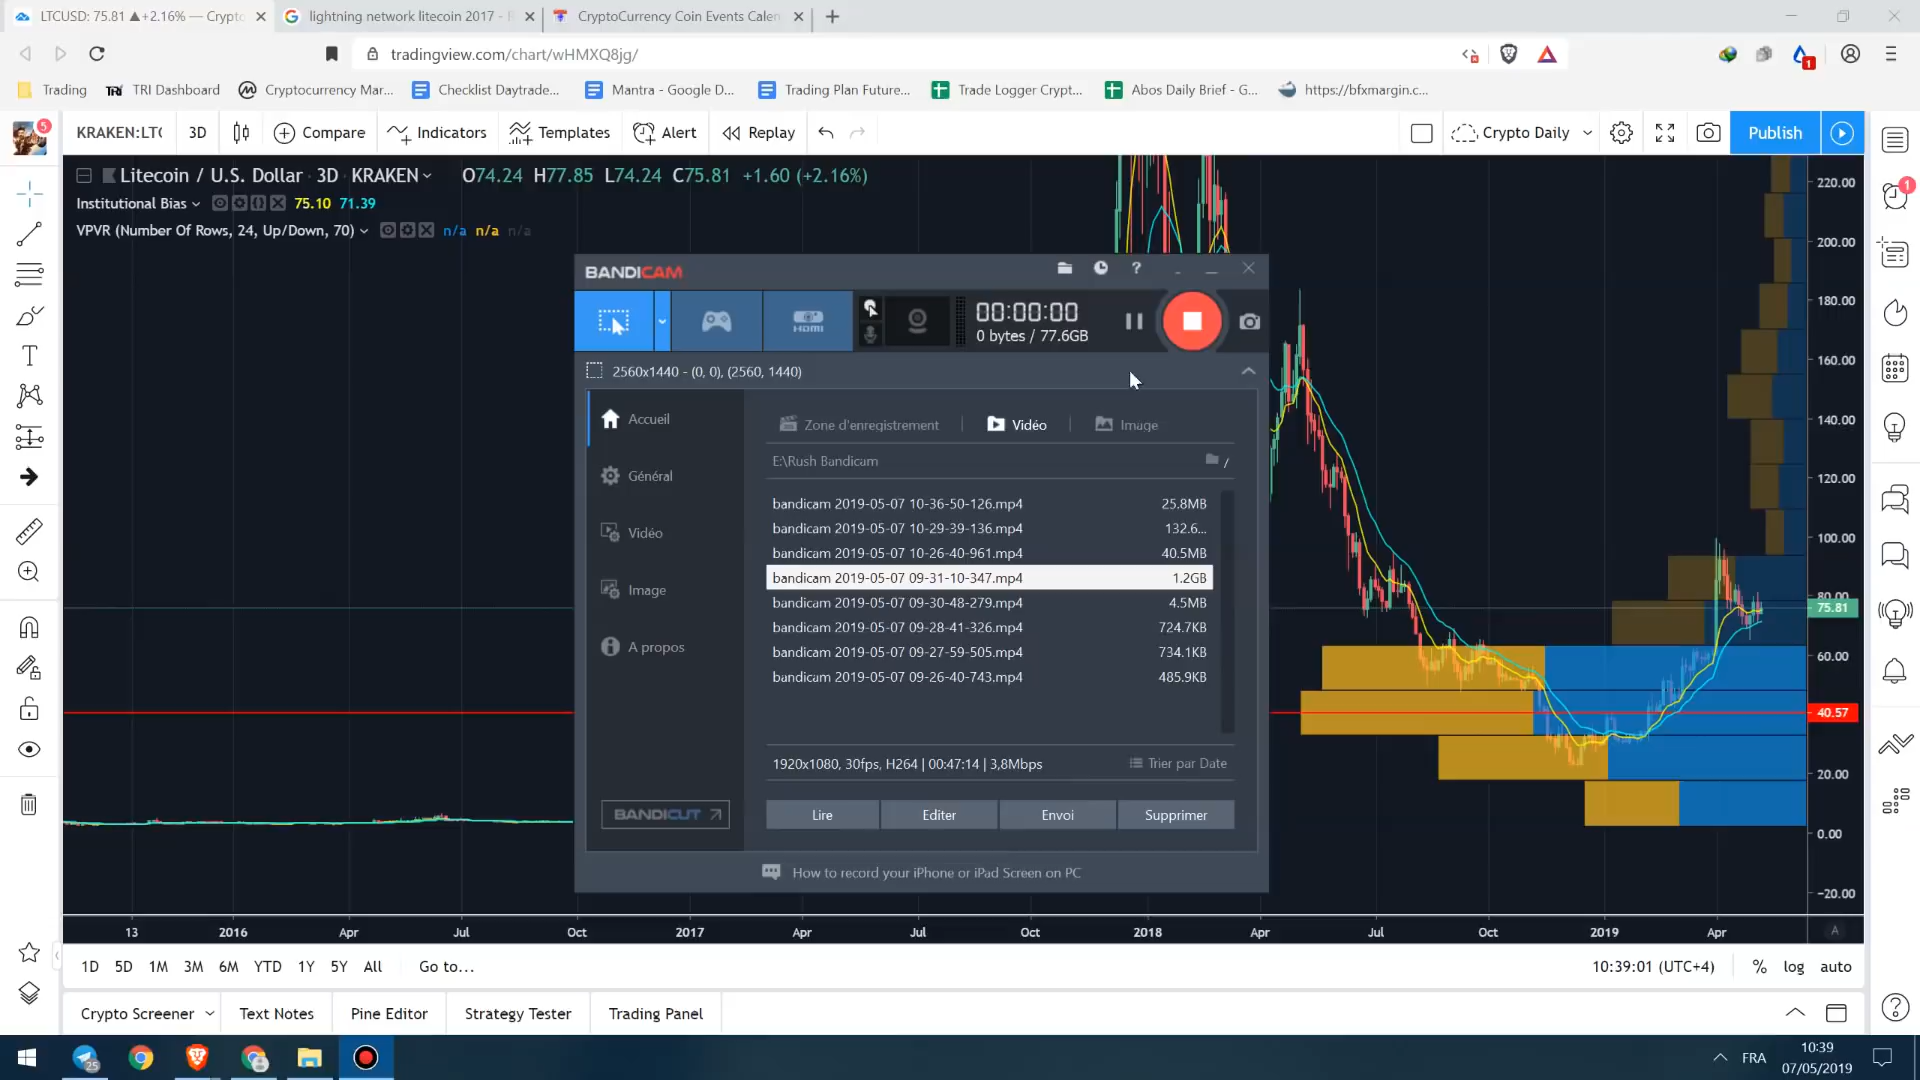 LTCUSD: 75.81 ▲+2.16% — Crypto
lightning network litecoin 2017 -
CryptoCurrency Coin Events Calen
tradingview.com/chart/wHMXQ8jg/
1
Trading
TRI Dashboard
Cryptocurrency Mar...
Checklist Daytrade...
Mantra - Google D...
Trading Plan Future...
Trade Logger Crypt...
Abos Daily Brief - G...
https://bfxmargin.c...
5
KRAKEN:LTC
3D
Compare
Indicators
Templates
Alert
Replay
Crypto Daily
Publish
Litecoin / U.S. Dollar 3D KRAKEN O74.24 H77.85 L74.24 C75.81 +1.60 (+2.16%)
Institutional Bias 75.10 71.39
VPVR (Number Of Rows, 24, Up/Down, 70) n/a n/a n/a
1
BANDICAM
HDMI
00:00:00
0 bytes / 77.6GB
2560x1440 - (0, 0), (2560, 1440)
Accueil
Général
Vidéo
Image
A propos
BANDICUT
Zone d'enregistrement
Vidéo
Image
E:\Rush Bandicam
/
bandicam 2019-05-07 10-36-50-126.mp4 25.8MB
bandicam 2019-05-07 10-29-39-136.mp4 132.6...
bandicam 2019-05-07 10-26-40-961.mp4 40.5MB
bandicam 2019-05-07 09-31-10-347.mp4 1.2GB
bandicam 2019-05-07 09-30-48-279.mp4 4.5MB
bandicam 2019-05-07 09-28-41-326.mp4 724.7KB
bandicam 2019-05-07 09-27-59-505.mp4 734.1KB
bandicam 2019-05-07 09-26-40-743.mp4 485.9KB
1920x1080, 30fps, H264 | 00:47:14 | 3,8Mbps
Trier par Date
Lire
Editer
Envoi
Supprimer
How to record your iPhone or iPad Screen on PC
220.00
200.00
180.00
160.00
140.00
120.00
100.00
80.00
75.81
60.00
40.57
20.00
0.00
-20.00
13 2016 Apr Jul Oct 2017 Apr Jul Oct 2018 Apr Jul Oct 2019 Apr
A
1D 5D 1M 3M 6M YTD 1Y 5Y All Go to...
10:39:01 (UTC+4)
%
log
auto
Crypto Screener
Text Notes
Pine Editor
Strategy Tester
Trading Panel
25
FRA
10:39
07/05/2019